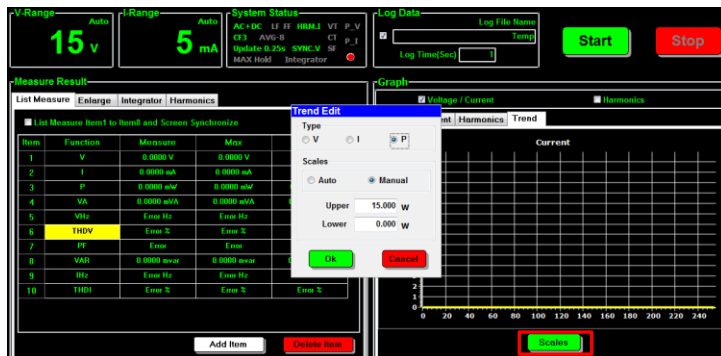 V-Range
Auto
15 V
I-Range
Auto
5 mA
System Status
AC+DC LF FF HRM.I VT P_V
CF3 AVG-8 CT P_I
Update 0.25s SYNC.V SF
MAX Hold Integrator
Log Data
Log File Name
Temp
Log Time(Sec) 1
Start
Stop
Measure Result
List Measure Enlarge Integrator Harmonics
List Measure Item1 to Item8 and Screen Synchronize
Item Function Measure Max
1 V 0.0000 V 0.0000 V
2 I 0.0000 mA 0.0000 mA
3 P 0.0000 mW 0.0000 mW
4 VA 0.0000 mVA 0.0000 mVA
5 VHz Error Hz Error Hz
6 THDV Error % Error %
7 PF Error Error
8 VAR 0.0000 mvar 0.0000 mvar
9 IHz Error Hz Error Hz
10 THDI Error % Error % Error %
Add Item
Delete Item
Trend Edit
Type
V I P
Scales
Auto Manual
Upper 15.000 W
Lower 0.000 W
Ok
Cancel
Graph
Voltage / Current
Harmonics
Harmonics Trend
Current
2
1
0 20 40 60 80 100 120 140 160 180 200 220 240
Scales